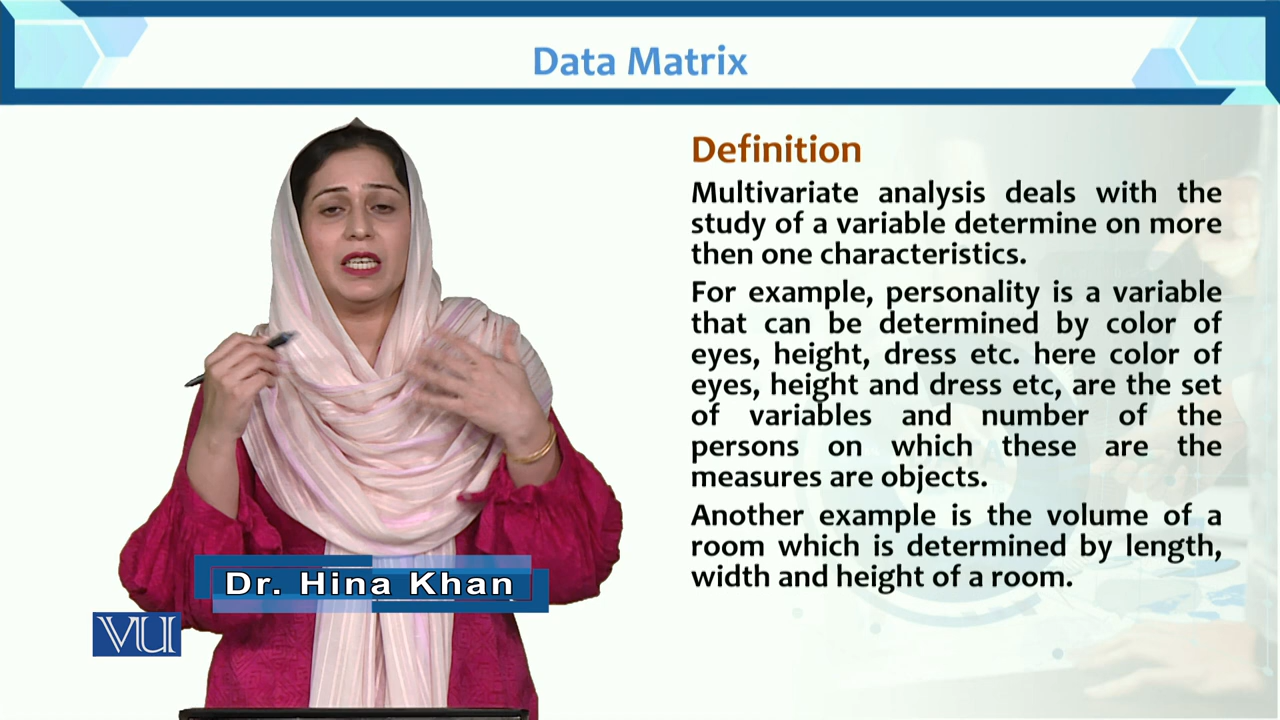 Data Matrix
Definition
Multivariate analysis deals with the
study of a variable determine on more
then one characteristics.
For example, personality is a variable
that can be determined by color of
eyes, height, dress etc. here color of
eyes, height and dress etc, are the set
of variables and number of the
persons on which these are the
measures are objects.
Another example is the volume of a
room which is determined by length,
width and height of a room.
Dr. Hina Khan
VU